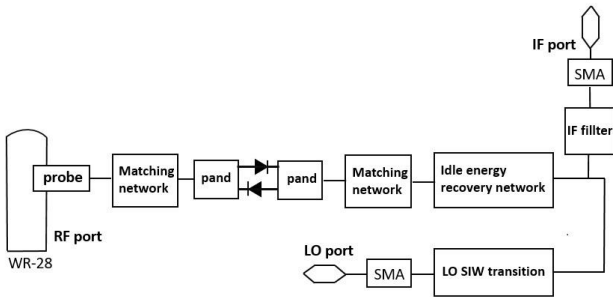 IF port
SMA
IF fillter
probe
Matching
network
pand
pand
Matching
network
Idle energy
recovery network
RF port
WR-28
LO port
SMA
LO SIW transition